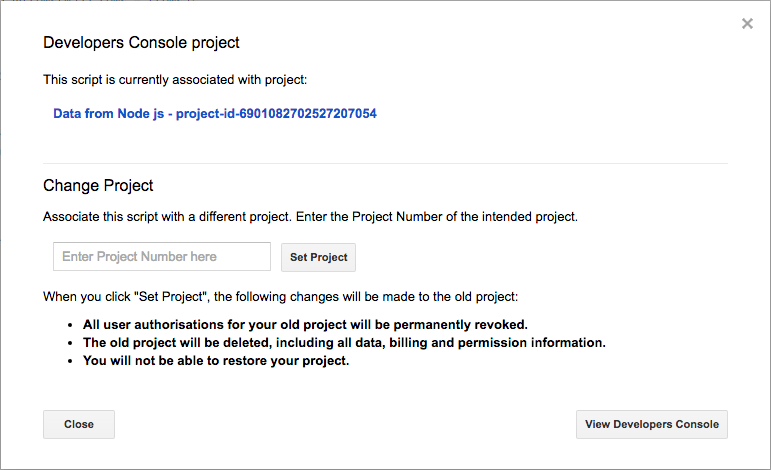 Developers Console project
This script is currently associated with project:
Data from Node js - project-id-6901082702527207054
Change Project
Associate this script with a different project. Enter the Project Number of the intended project.
Enter Project Number here
Set Project
When you click "Set Project", the following changes will be made to the old project:
• All user authorisations for your old project will be permanently revoked.
• The old project will be deleted, including all data, billing and permission information.
• You will not be able to restore your project.
Close
View Developers Console